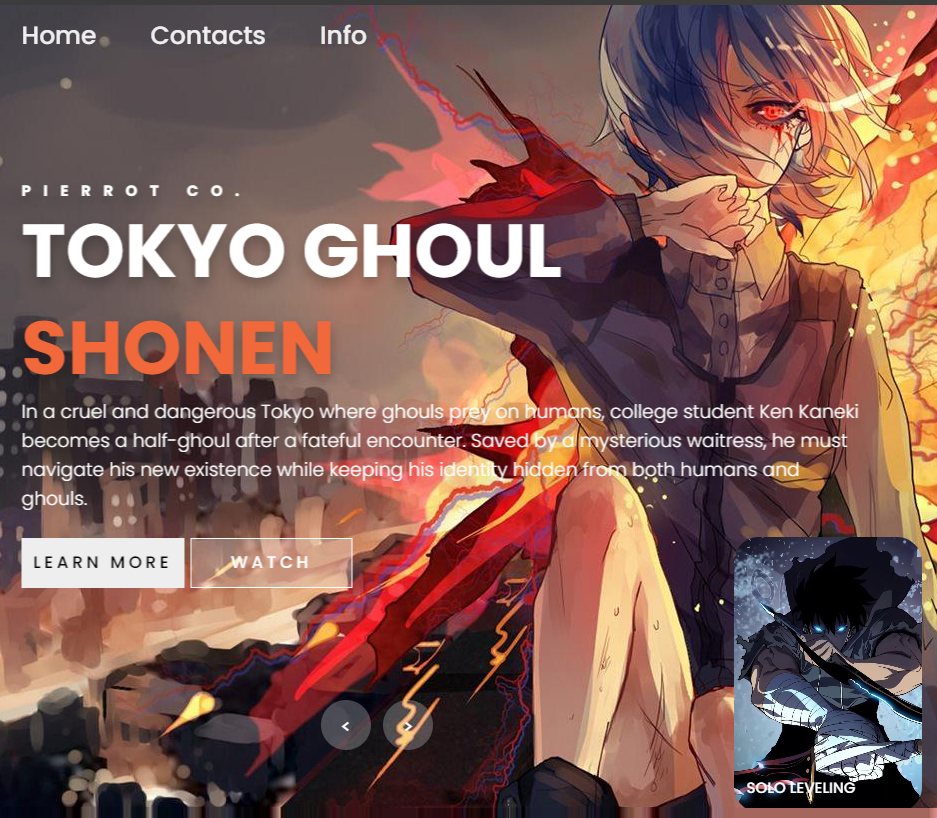 Home Contacts Info
PIERROT CO.
TOKYO GHOUL
SHONEN
In a cruel and dangerous Tokyo where ghouls prey on humans, college student Ken Kaneki
becomes a half-ghoul after a fateful encounter. Saved by a mysterious waitress, he must
navigate his new existence while keeping his identity hidden from both humans and
ghouls.
LEARN MORE WATCH
< >
SOLO LEVELING